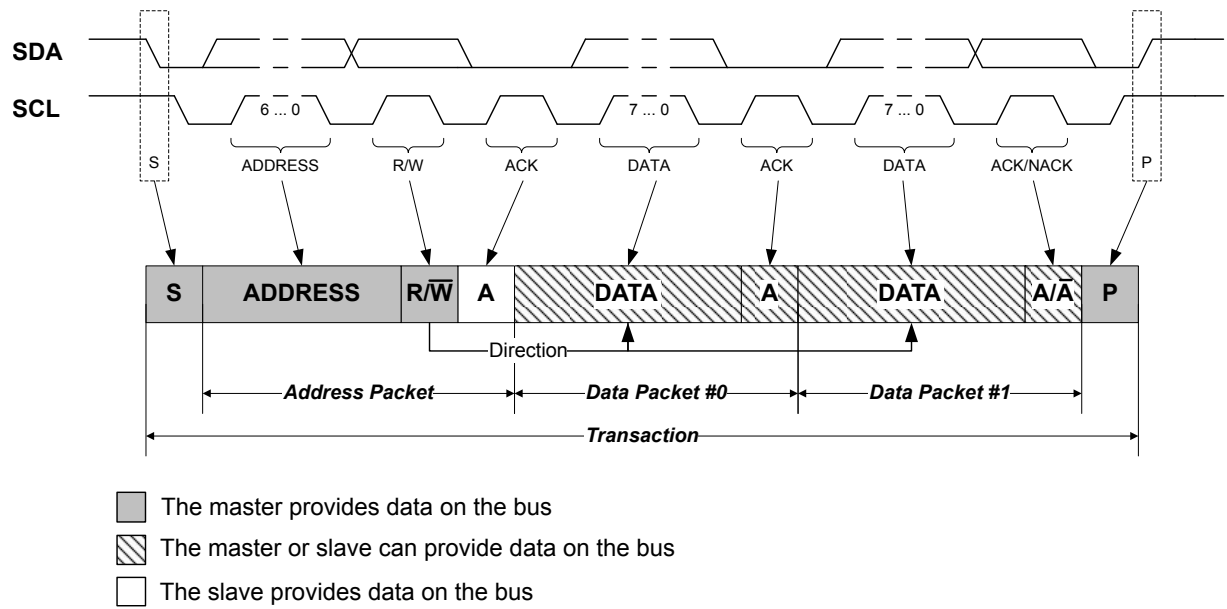 SDA
SCL
6 ... 0
7 ... 0
7 ... 0
S
ADDRESS
R/W
ACK
DATA
ACK
DATA
ACK/NACK
P
S
ADDRESS
R/W̅
A
DATA
A
DATA
A/A̅
P
Direction
Address Packet
Data Packet #0
Data Packet #1
Transaction
The master provides data on the bus
The master or slave can provide data on the bus
The slave provides data on the bus